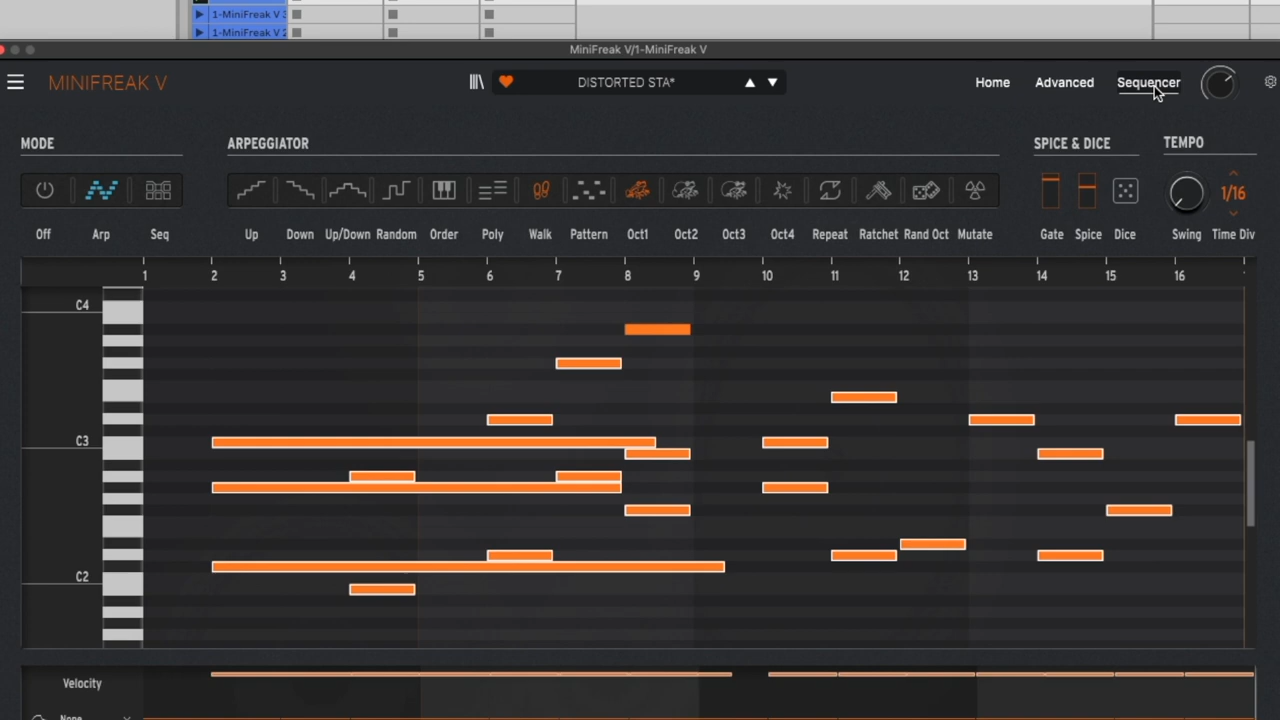 1-MiniFreak V 3
1-MiniFreak V 2
MiniFreak V/1-MiniFreak V
MINIFREAK V
DISTORTED STA*
Home Advanced Sequencer
MODE ARPEGGIATOR SPICE & DICE TEMPO
1/16
Off Arp Seq Up Down Up/Down Random Order Poly Walk Pattern Oct1 Oct2 Oct3 Oct4 Repeat Ratchet Rand Oct Mutate Gate Spice Dice Swing Time Div
1 2 3 4 5 6 7 8 9 10 11 12 13 14 15 16
C4
C3
C2
Velocity
None